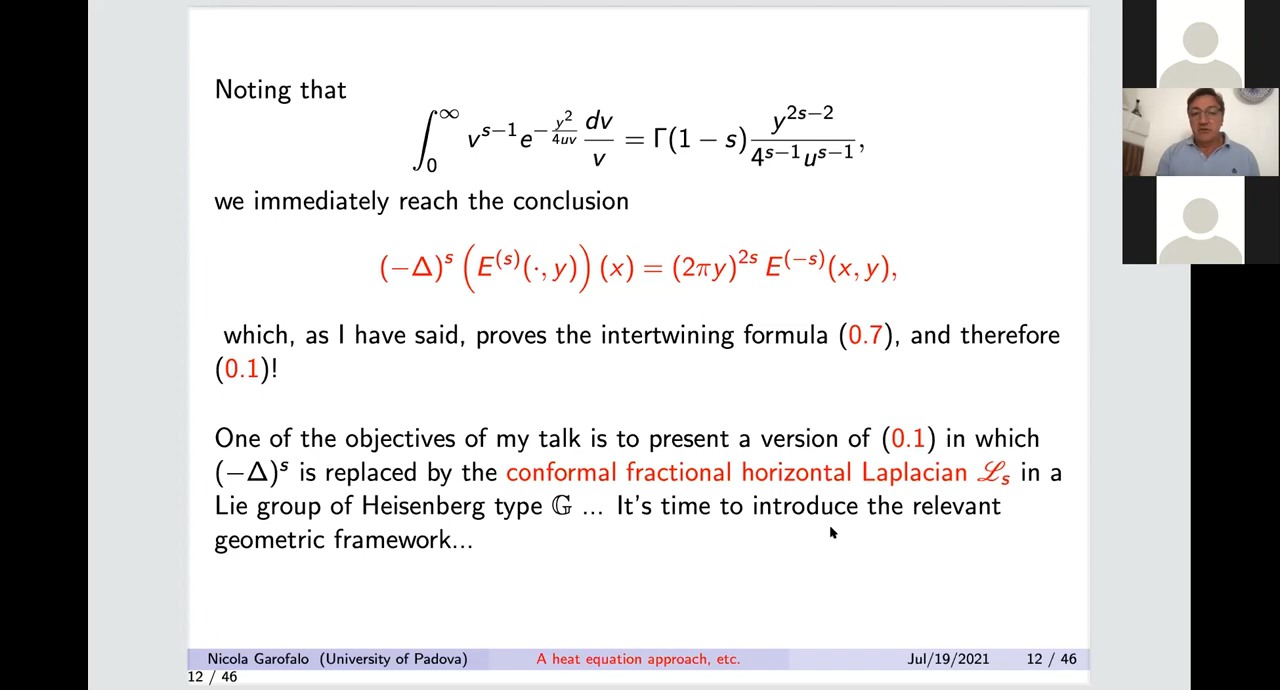 Noting that
∫₀^∞ v^{s−1} e^{−y²/(4uv)} dv/v = Γ(1 − s) y^{2s−2} / (4^{s−1} u^{s−1}),
we immediately reach the conclusion
(−Δ)^s (E^{(s)}(·, y)) (x) = (2πy)^{2s} E^{(−s)}(x, y),
which, as I have said, proves the intertwining formula (0.7), and therefore
(0.1)!
One of the objectives of my talk is to present a version of (0.1) in which
(−Δ)^s is replaced by the conformal fractional horizontal Laplacian ℒ_s in a
Lie group of Heisenberg type 𝔾 ... It's time to introduce the relevant
geometric framework...
Nicola Garofalo (University of Padova) A heat equation approach, etc. Jul/19/2021 12 / 46
12 / 46